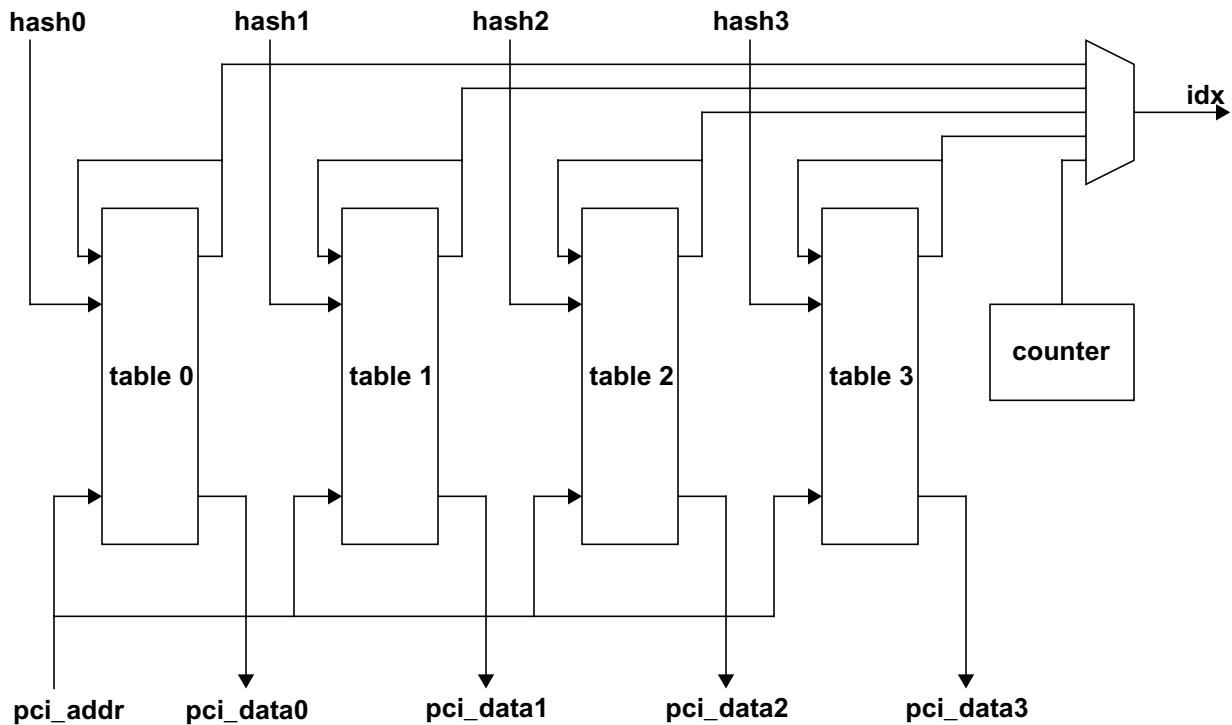 hash0
hash1
hash2
hash3
idx
counter
table 0
table 1
table 2
table 3
pci_addr
pci_data0
pci_data1
pci_data2
pci_data3